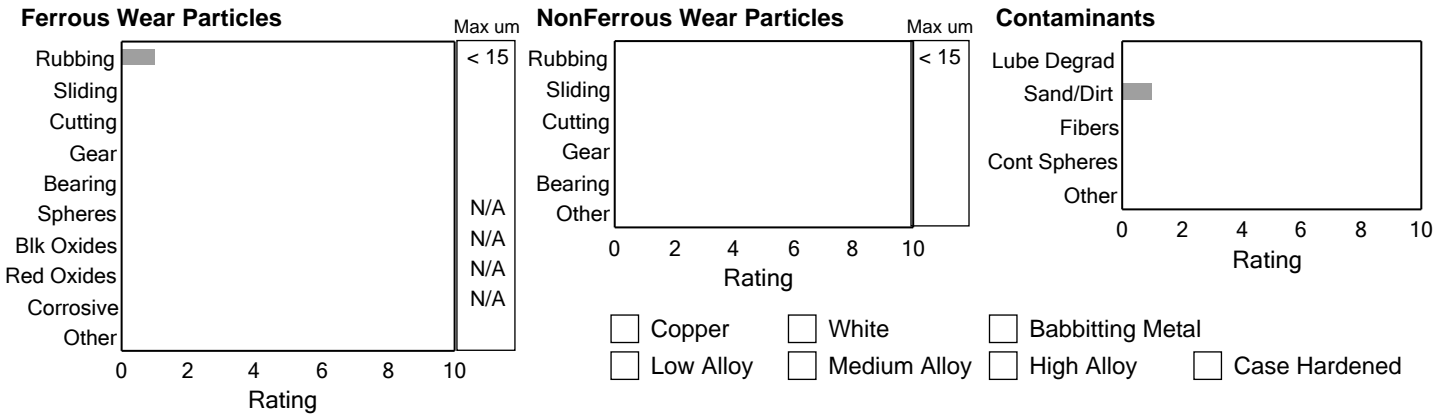 Ferrous Wear Particles
Max um
Rubbing < 15
Sliding
Cutting
Gear
Bearing
Spheres N/A
Blk Oxides N/A
Red Oxides N/A
Corrosive N/A
Other
0 2 4 6 8 10
Rating
NonFerrous Wear Particles
Max um
Rubbing < 15
Sliding
Cutting
Gear
Bearing
Other
0 2 4 6 8 10
Rating
Contaminants
Lube Degrad
Sand/Dirt
Fibers
Cont Spheres
Other
0 2 4 6 8 10
Rating
Copper White Babbitting Metal
Low Alloy Medium Alloy High Alloy Case Hardened